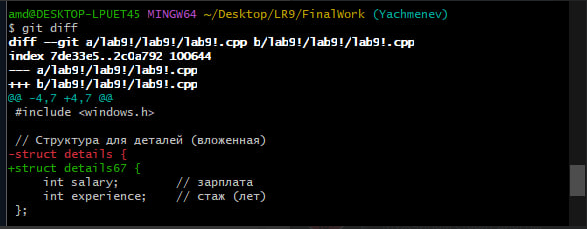 amd@DESKTOP-LPUET45 MINGW64 ~/Desktop/LR9/FinalWork (Yachmenev)
$ git diff
diff --git a/lab9!/lab9!/lab9!.cpp b/lab9!/lab9!/lab9!.cpp
index 7de33e5..2c0a792 100644
--- a/lab9!/lab9!/lab9!.cpp
+++ b/lab9!/lab9!/lab9!.cpp
@@ -4,7 +4,7 @@
 #include <windows.h>
 // Структура для деталей (вложенная)
-struct details {
+struct details67 {
     int salary;       // зарплата
     int experience;   // стаж (лет)
 };